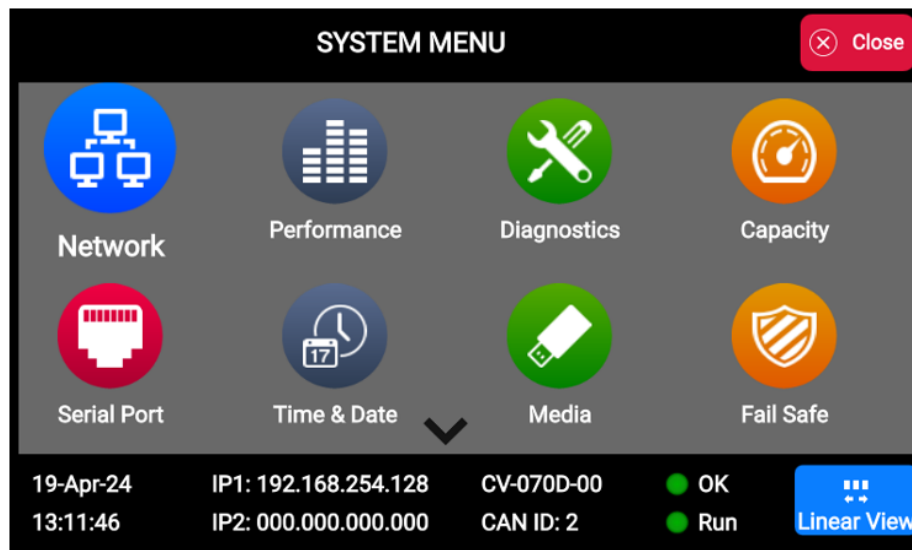 SYSTEM MENU
Close
Network
Performance
Diagnostics
Capacity
17
Serial Port
Time & Date
Media
Fail Safe
19-Apr-24
IP1: 192.168.254.128
CV-070D-00
OK
13:11:46
IP2: 000.000.000.000
CAN ID: 2
Run
Linear View